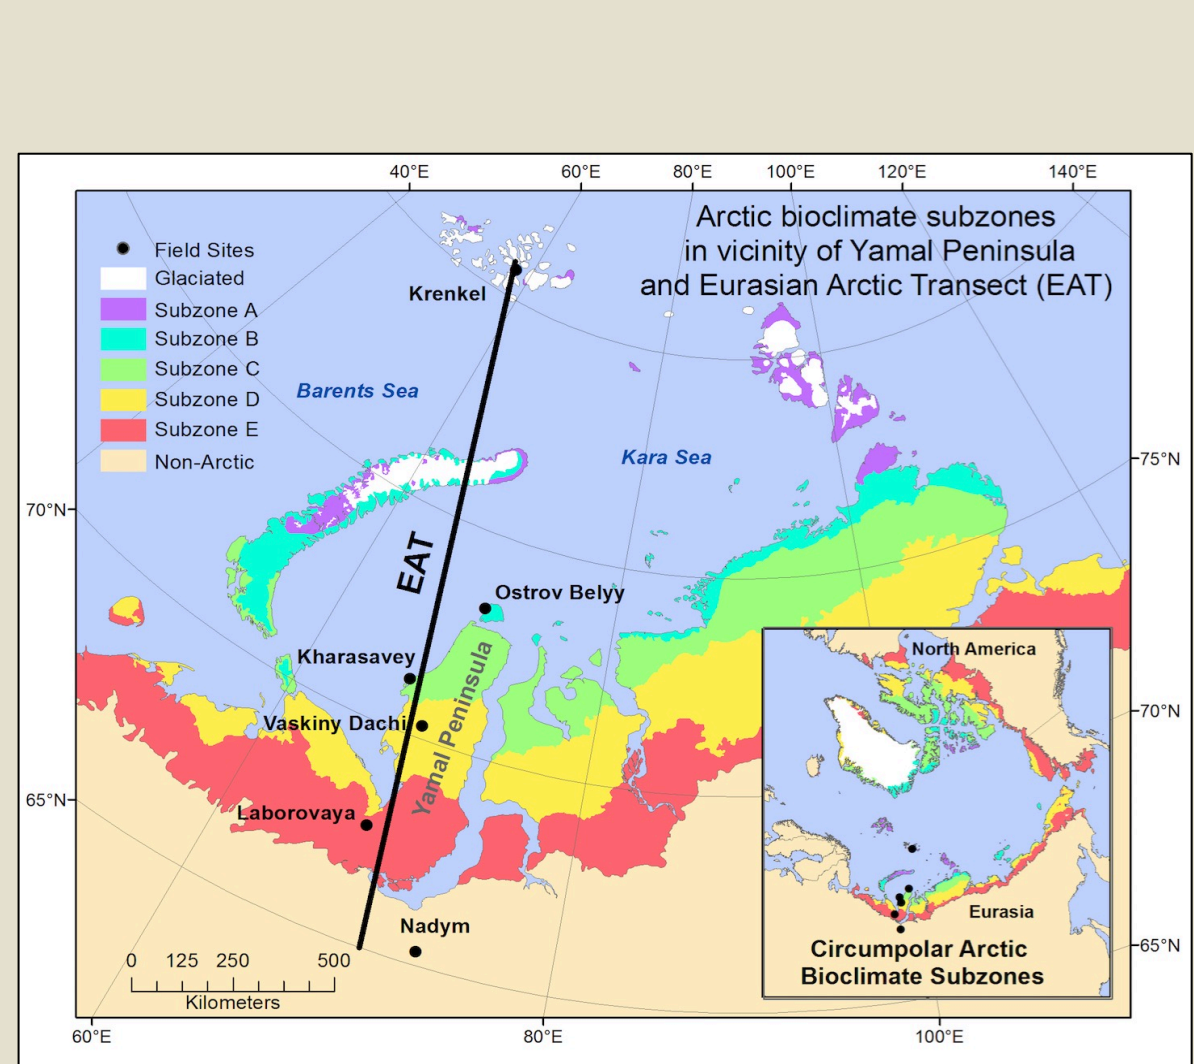 40°E
60°E
80°E
100°E
120°E
140°E
Arctic bioclimate subzones
in vicinity of Yamal Peninsula
and Eurasian Arctic Transect (EAT)
Field Sites
Glaciated
Subzone A
Subzone B
Subzone C
Subzone D
Subzone E
Non-Arctic
Krenkel
Barents Sea
Kara Sea
75°N
70°N
EAT
Ostrov Belyy
Kharasavey
Vaskiny Dachi
Yamal Peninsula
70°N
65°N
Laborovaya
Nadym
North America
Eurasia
Circumpolar Arctic
Bioclimate Subzones
65°N
0 125 250 500
Kilometers
60°E
80°E
100°E